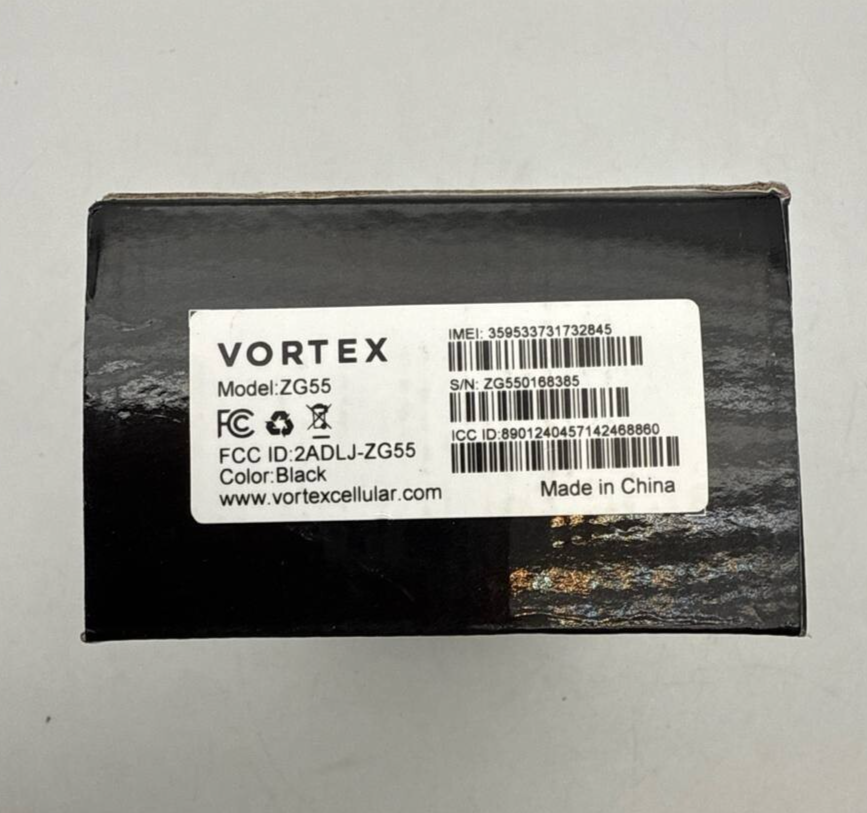 VORTEX
Model:ZG55
FC
FCC ID:2ADLJ-ZG55
Color:Black
www.vortexcellular.com
IMEI: 359533731732845
S/N: ZG550168385
ICC ID:8901240457142468860
Made in China